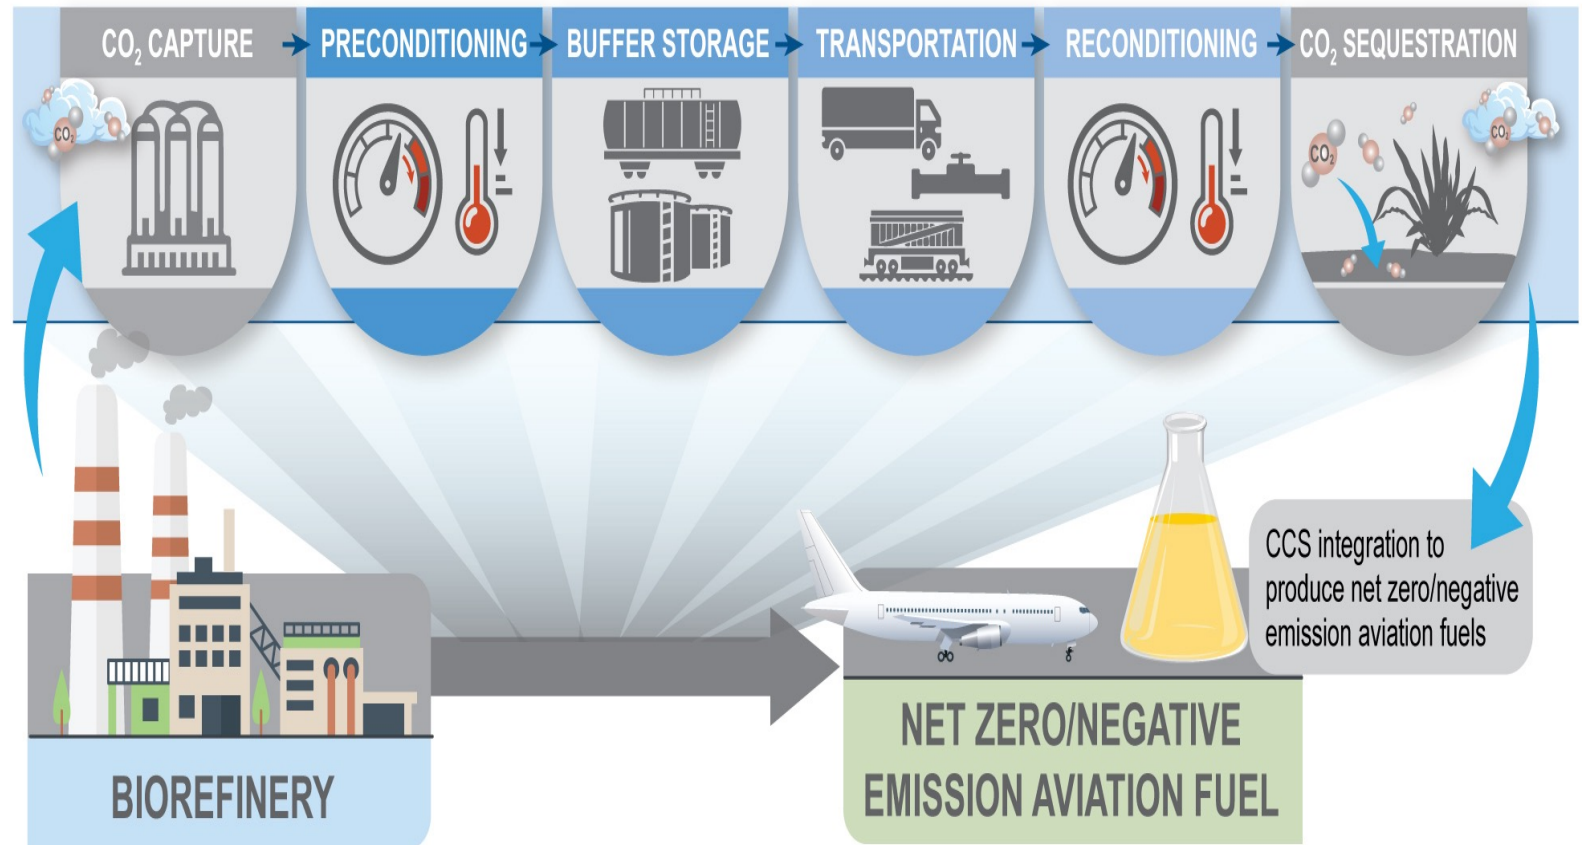 CO₂ CAPTURE
PRECONDITIONING
BUFFER STORAGE
TRANSPORTATION
RECONDITIONING
CO₂ SEQUESTRATION
CO₂
CO₂
CO₂
CCS integration to
produce net zero/negative
emission aviation fuels
BIOREFINERY
NET ZERO/NEGATIVE
EMISSION AVIATION FUEL